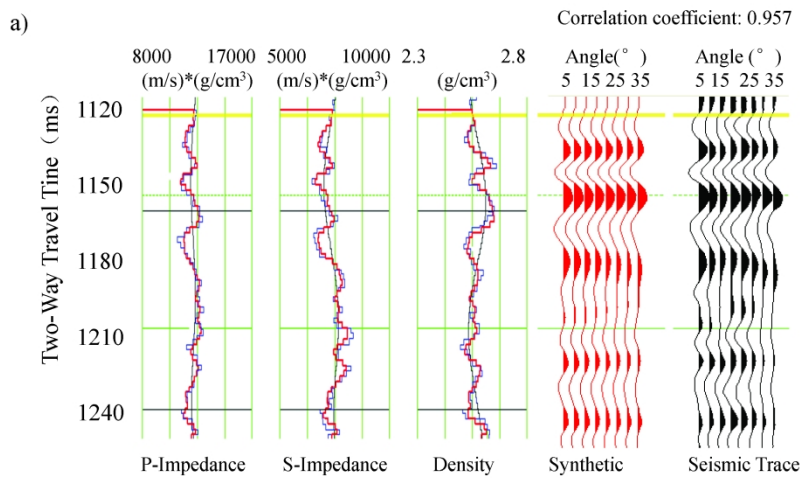 a)
Correlation coefficient: 0.957
8000 17000 5000 10000 2.3 2.8 Angle(°) Angle (°)
(m/s)*(g/cm³) (m/s)*(g/cm³) (g/cm³) 5 15 25 35 5 15 25 35
Two-Way Travel Tine (ms)
1120
1150
1180
1210
1240
P-Impedance S-Impedance Density Synthetic Seismic Trace